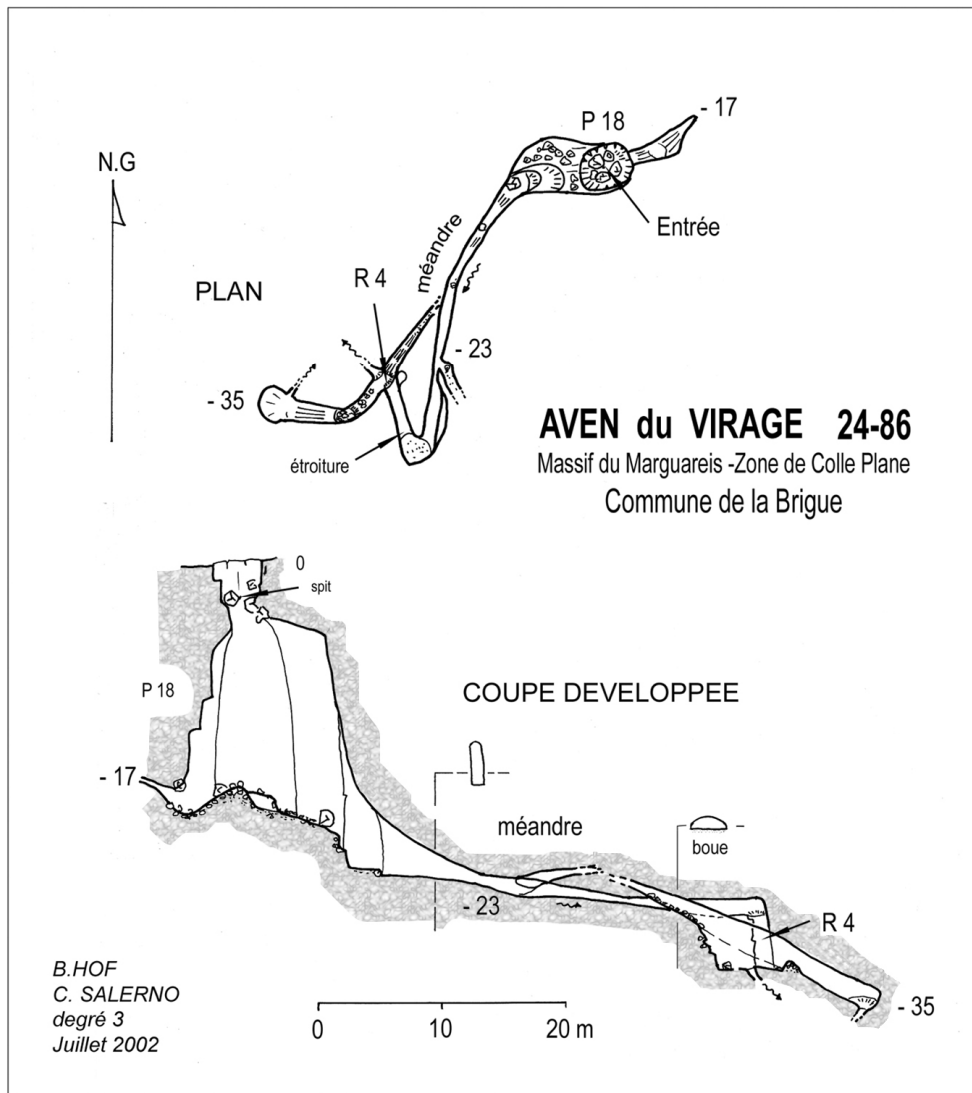 - 17
P 18
N.G
Entrée
méandre
R 4
PLAN
- 23
- 35
étroiture
AVEN du VIRAGE 24-86
Massif du Marguareis -Zone de Colle Plane
Commune de la Brigue
0
spit
P 18
COUPE DEVELOPPEE
- 17
méandre
boue
- 23
R 4
- 35
B.HOF
C. SALERNO
degré 3
Juillet 2002
0 10 20 m